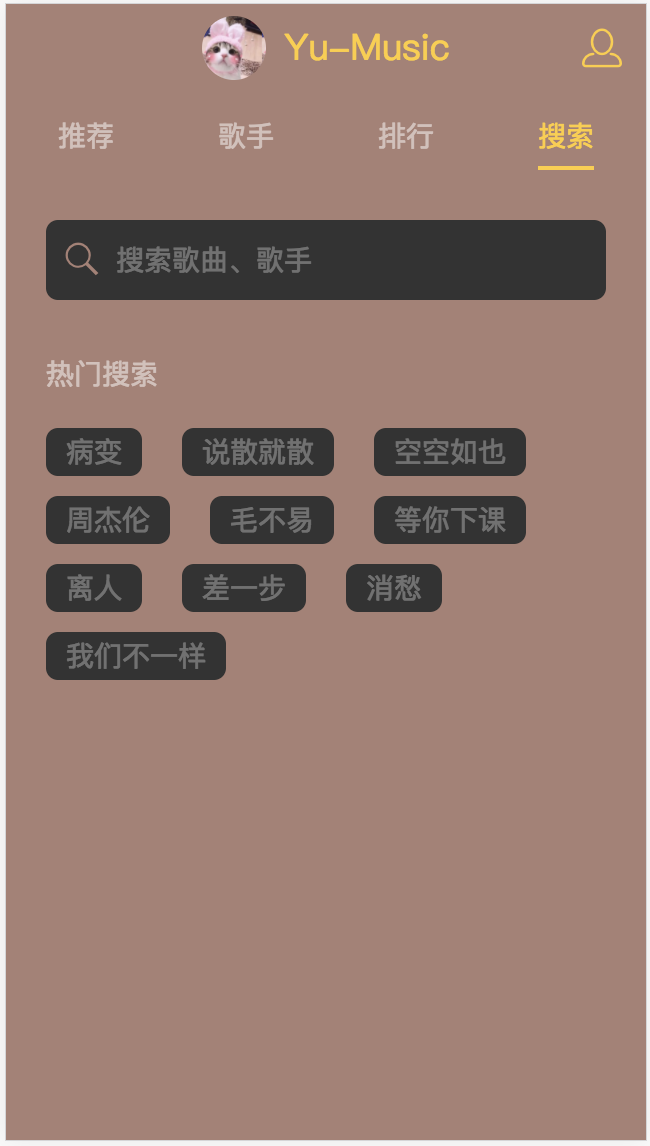 Yu-Music
推荐 歌手 排行 搜索
搜索歌曲、歌手
热门搜索
病变 说散就散 空空如也
周杰伦 毛不易 等你下课
离人 差一步 消愁
我们不一样